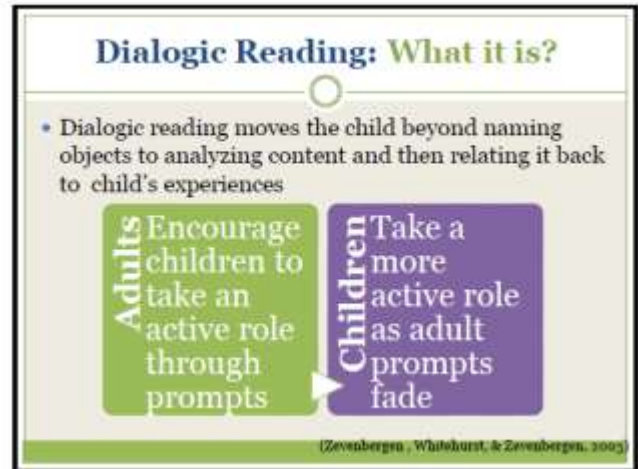 Dialogic Reading: What it is?
• Dialogic reading moves the child beyond naming
objects to analyzing content and then relating it back
to child's experiences
Adults
Encourage
children to
take an
active role
through
prompts
Children
Take a
more
active role
as adult
prompts
fade
(Zevenbergen , Whitehurst, & Zevenbergen, 2003)